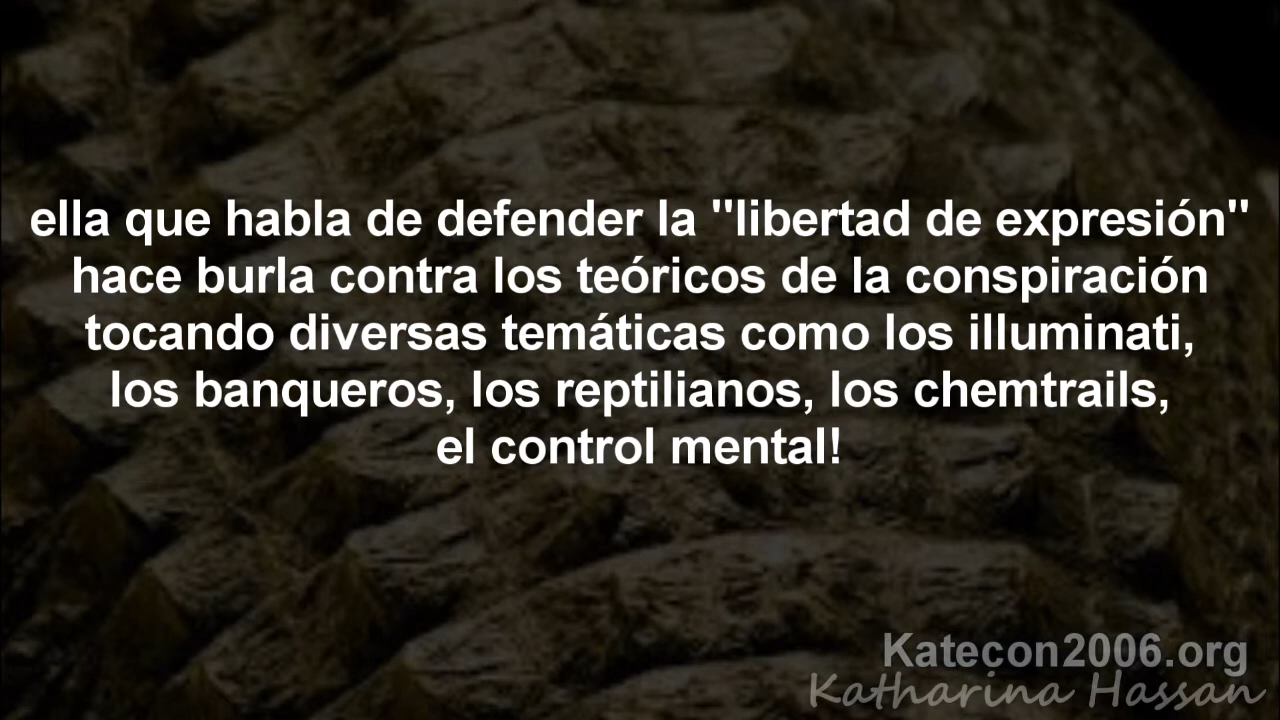 ella que habla de defender la "libertad de expresión"
hace burla contra los teóricos de la conspiración
tocando diversas temáticas como los illuminati,
los banqueros, los reptilianos, los chemtrails,
el control mental!
Katecon2006.org
Katharina Hassan